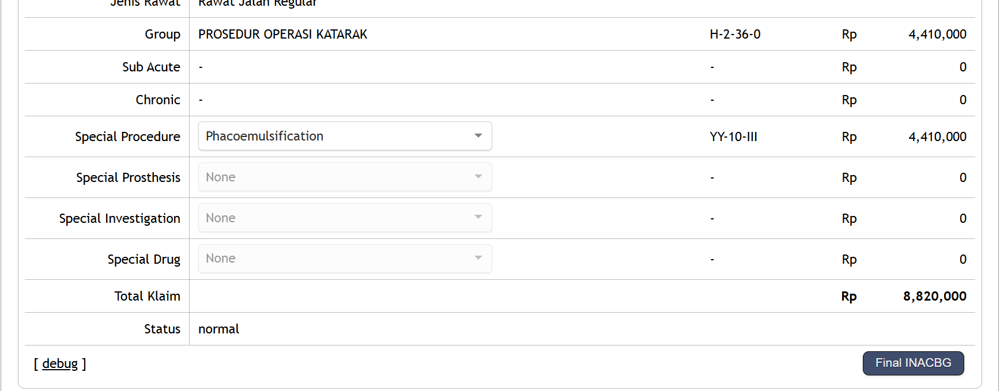 Jenis Rawat Rawat Jalan Regular
Group PROSEDUR OPERASI KATARAK H-2-36-0 Rp 4,410,000
Sub Acute - - Rp 0
Chronic - - Rp 0
Special Procedure Phacoemulsification YY-10-III Rp 4,410,000
Special Prosthesis None - Rp 0
Special Investigation None - Rp 0
Special Drug None - Rp 0
Total Klaim Rp 8,820,000
Status normal
[ debug ] Final INACBG